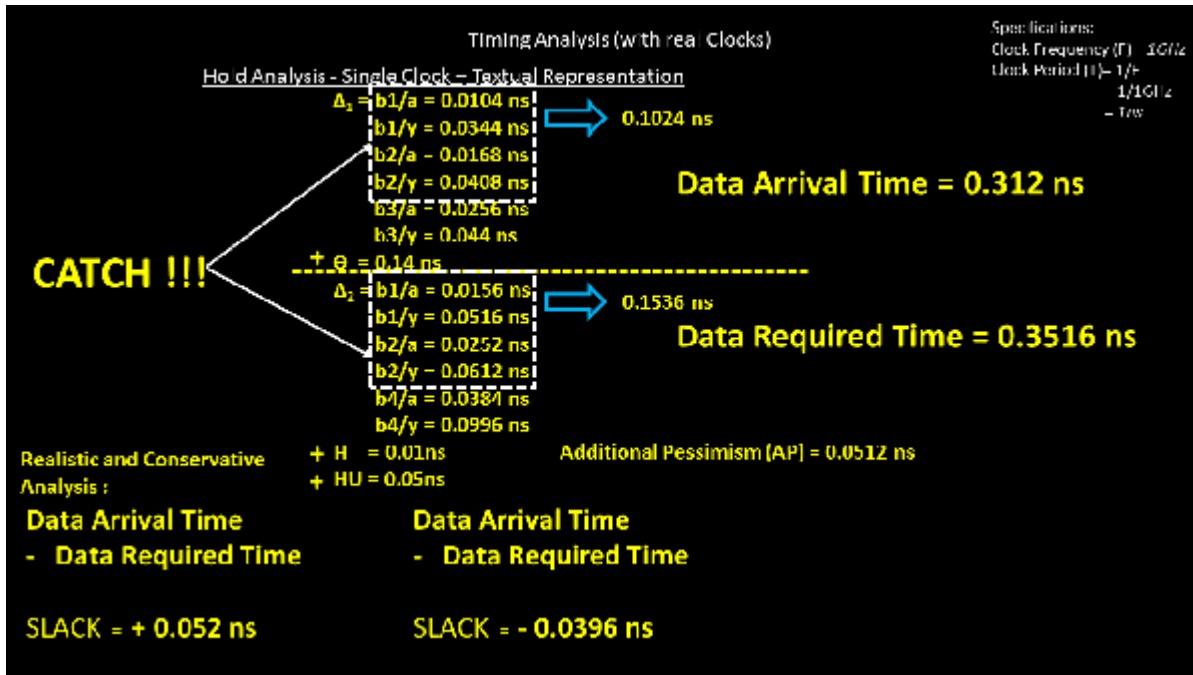 Timing Analysis (with real Clocks)
Specifications:
Clock Frequency (F) 1GHz
Clock Period (T)= 1/F
1/1GHz
Hold Analysis - Single Clock – Textual Representation
Δ₁ = b1/a = 0.0104 ns
b1/y = 0.0344 ns
b2/a = 0.0168 ns
b2/y = 0.0408 ns
b3/a = 0.0256 ns
b3/y = 0.044 ns
+ Θ = 0.14 ns
0.1024 ns
Data Arrival Time = 0.312 ns
CATCH !!!
Δ₂ = b1/a = 0.0156 ns
b1/y = 0.0516 ns
b2/a = 0.0252 ns
b2/y = 0.0612 ns
b4/a = 0.0384 ns
b4/y = 0.0996 ns
+ H = 0.01ns
+ HU = 0.05ns
0.1536 ns
Data Required Time = 0.3516 ns
Additional Pessimism (AP) = 0.0512 ns
Realistic and Conservative
Analysis :
Data Arrival Time
- Data Required Time
SLACK = + 0.052 ns
Data Arrival Time
- Data Required Time
SLACK = - 0.0396 ns